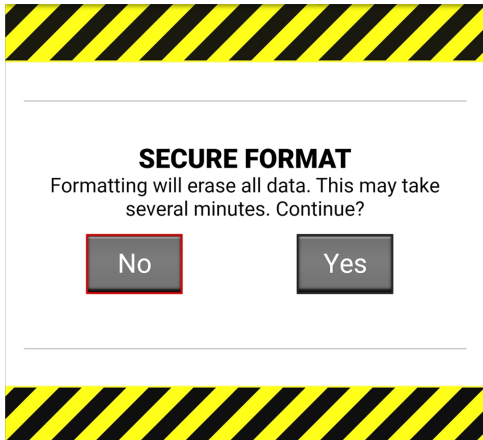 SECURE FORMAT
Formatting will erase all data. This may take
several minutes. Continue?
No
Yes